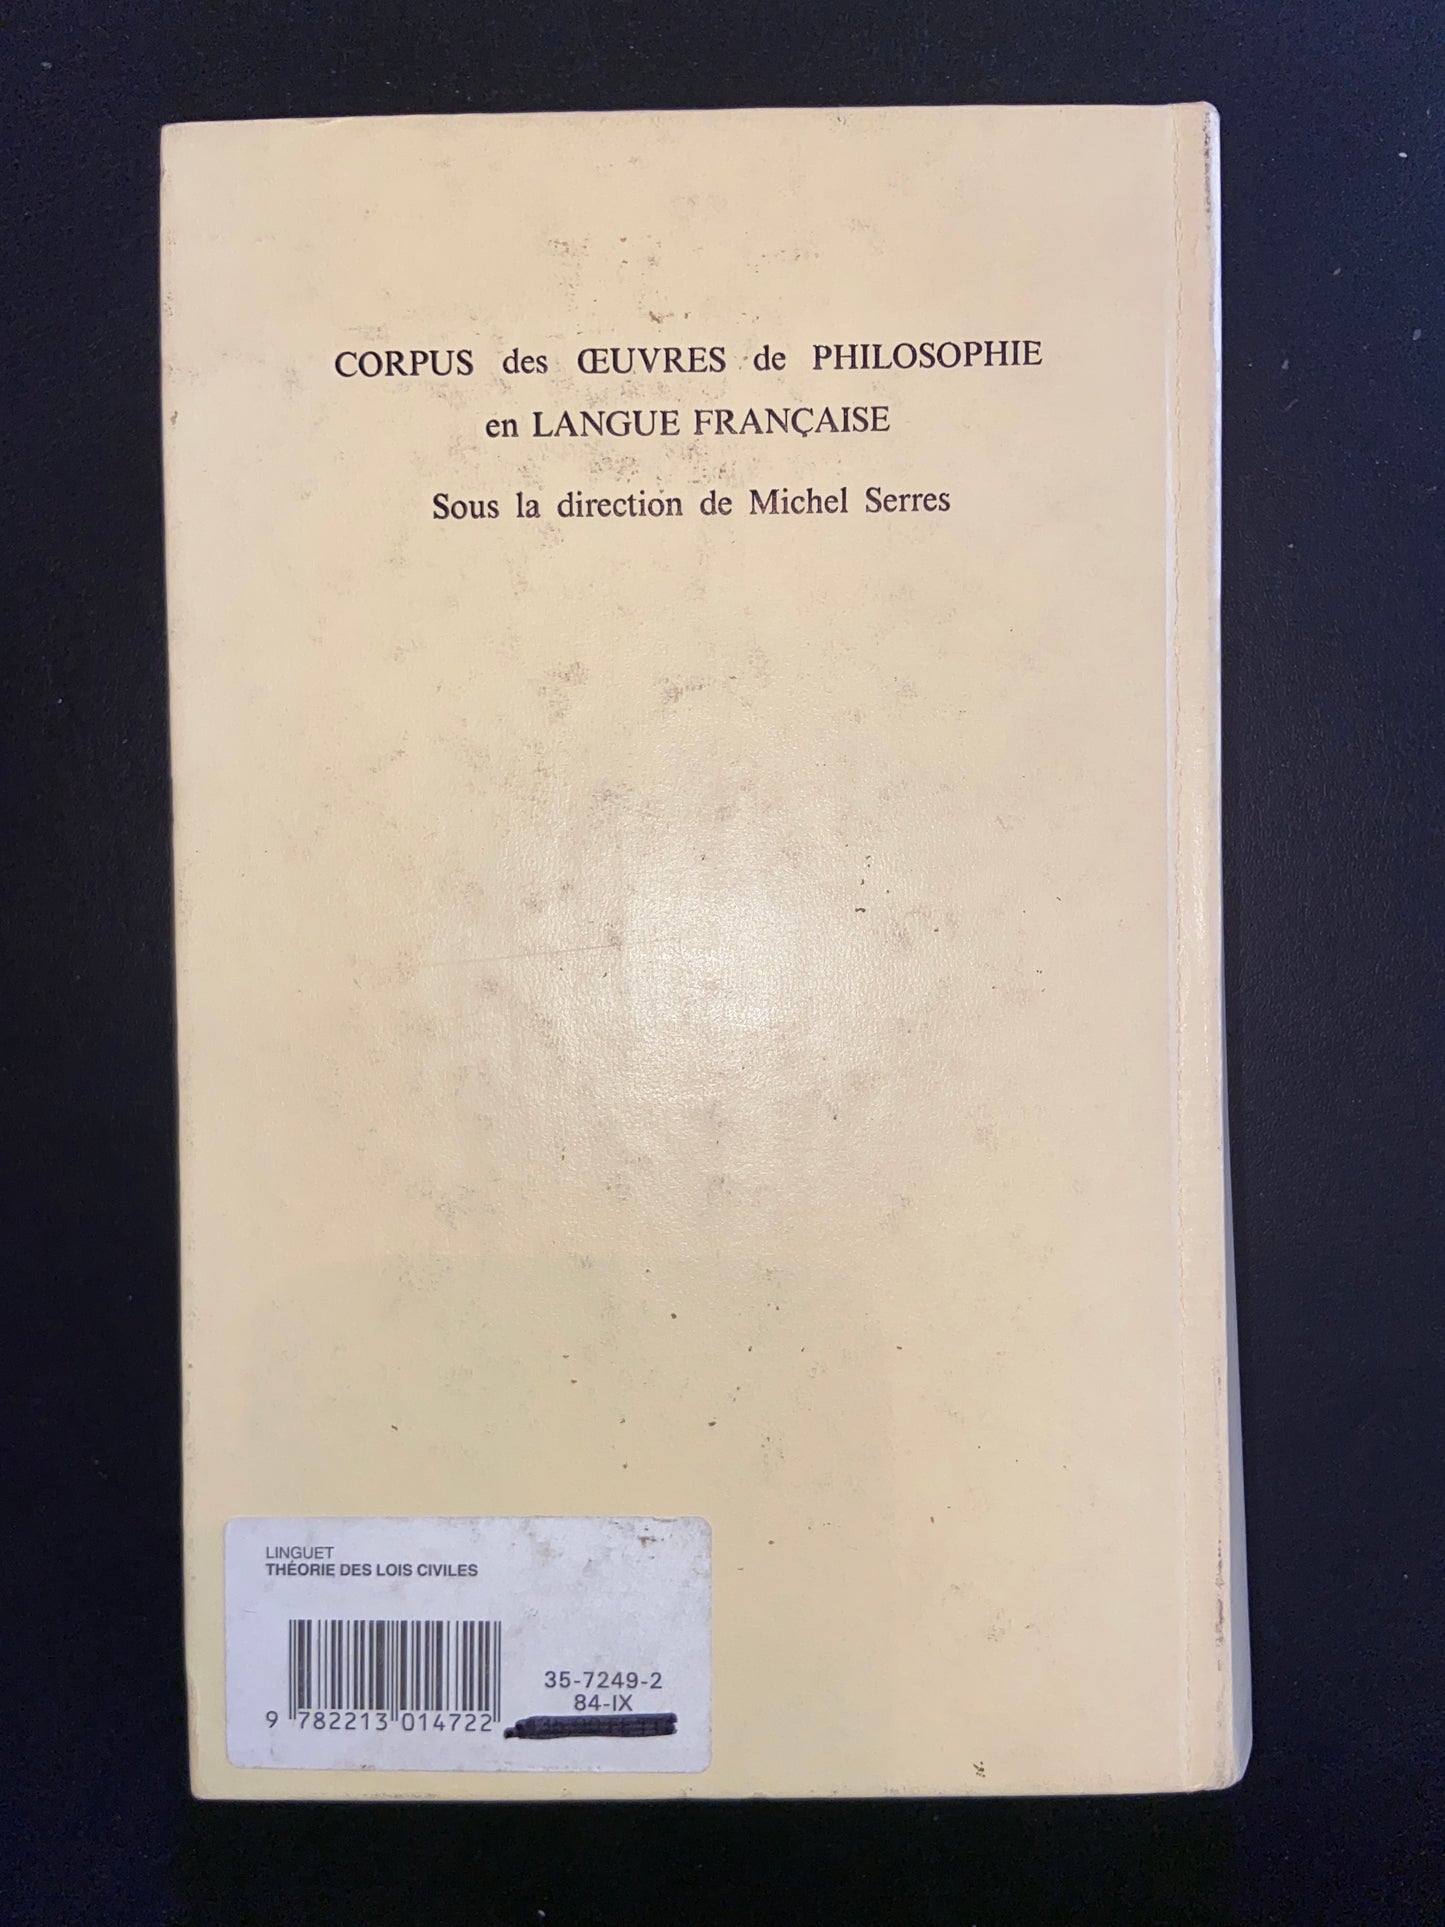 CORPUS des ŒUVRES de PHILOSOPHIE
en LANGUE FRANÇAISE
Sous la direction de Michel Serres
LINGUET
THÉORIE DES LOIS CIVILES
35-7249-2
84-IX
9 782213 014722